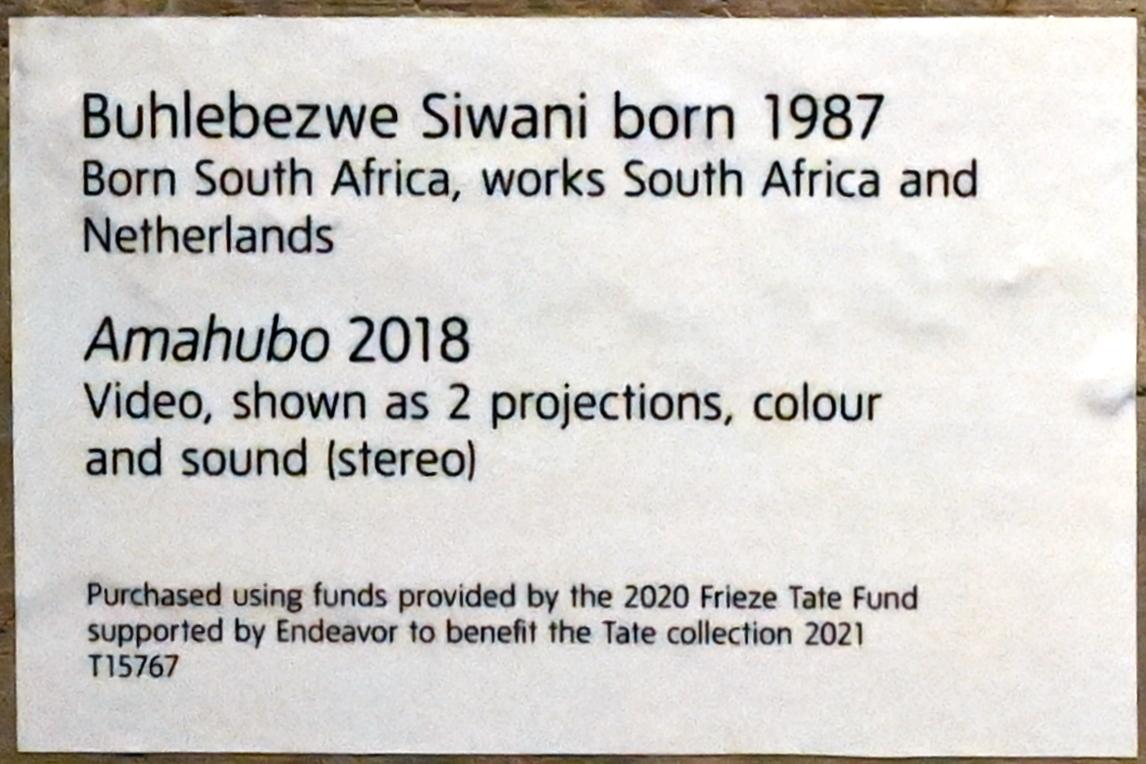 Buhlebezwe Siwani born 1987
Born South Africa, works South Africa and
Netherlands
Amahubo 2018
Video, shown as 2 projections, colour
and sound (stereo)
Purchased using funds provided by the 2020 Frieze Tate Fund
supported by Endeavor to benefit the Tate collection 2021
T15767